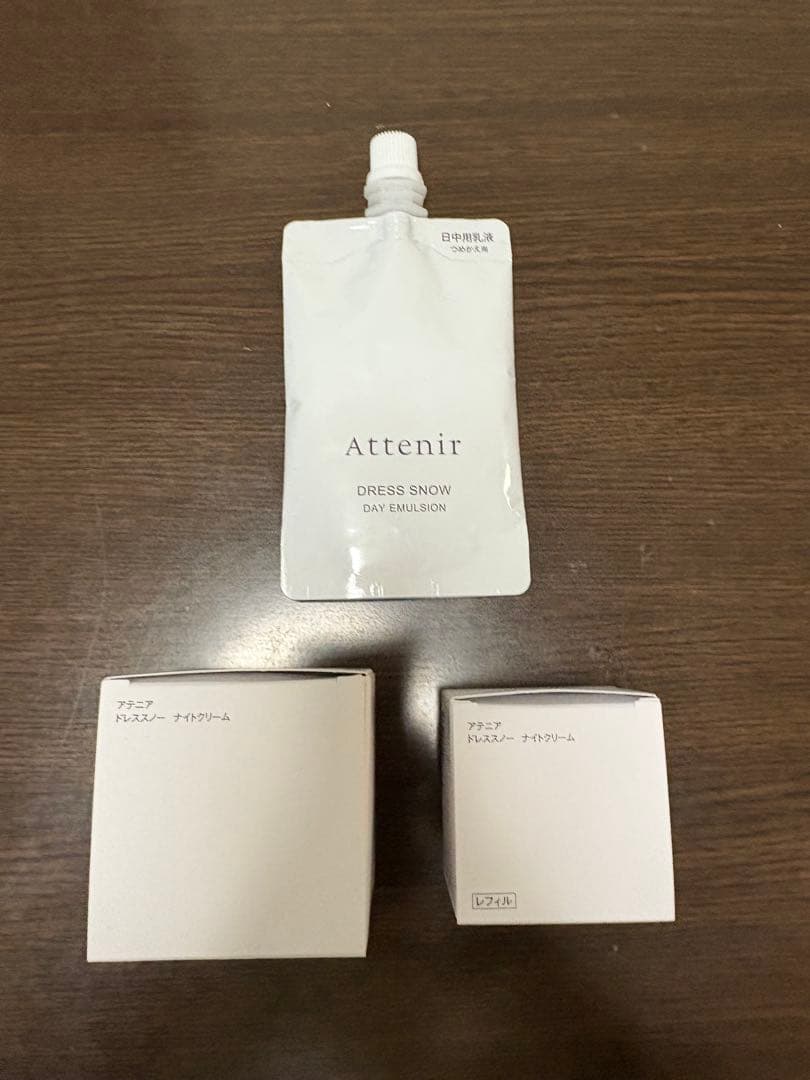 日中用乳液
つめかえ用
Attenir
DRESS SNOW
DAY EMULSION
アテニア
ドレススノー ナイトクリーム
アテニア
ドレススノー ナイトクリーム
レフィル